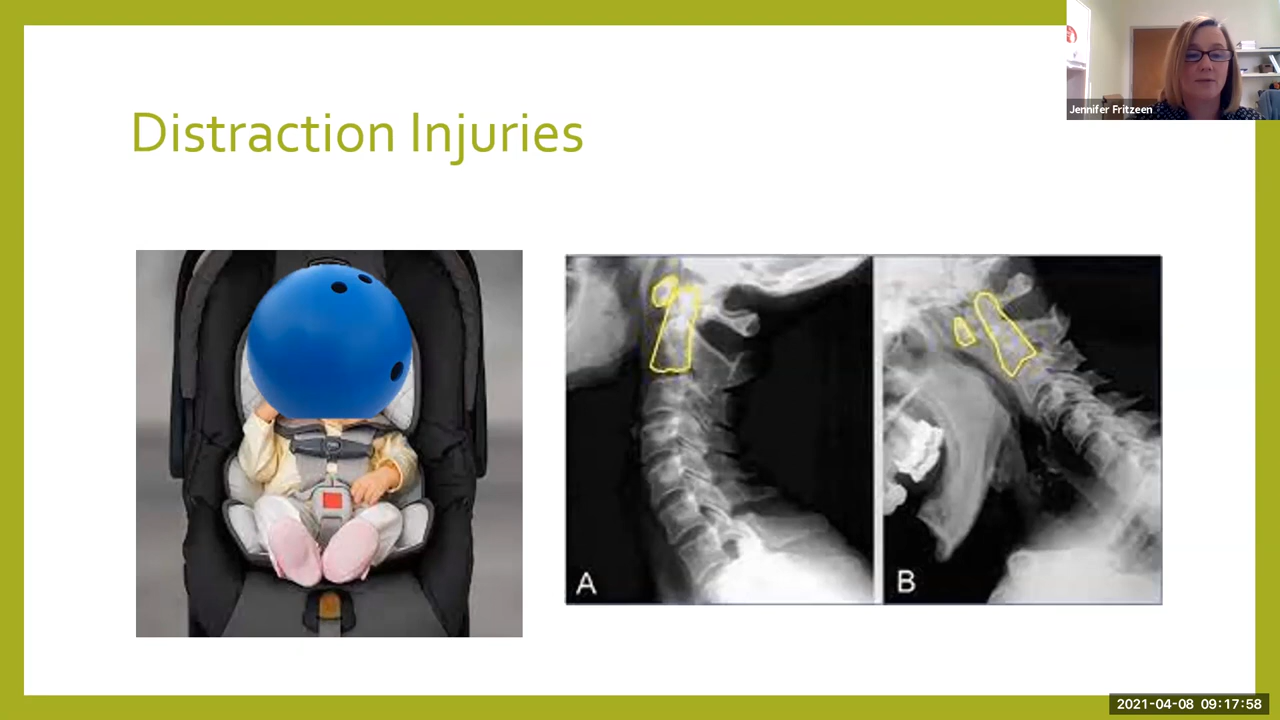 Jennifer Fritzeen
Distraction Injuries
A
B
2021-04-08 09:17:58